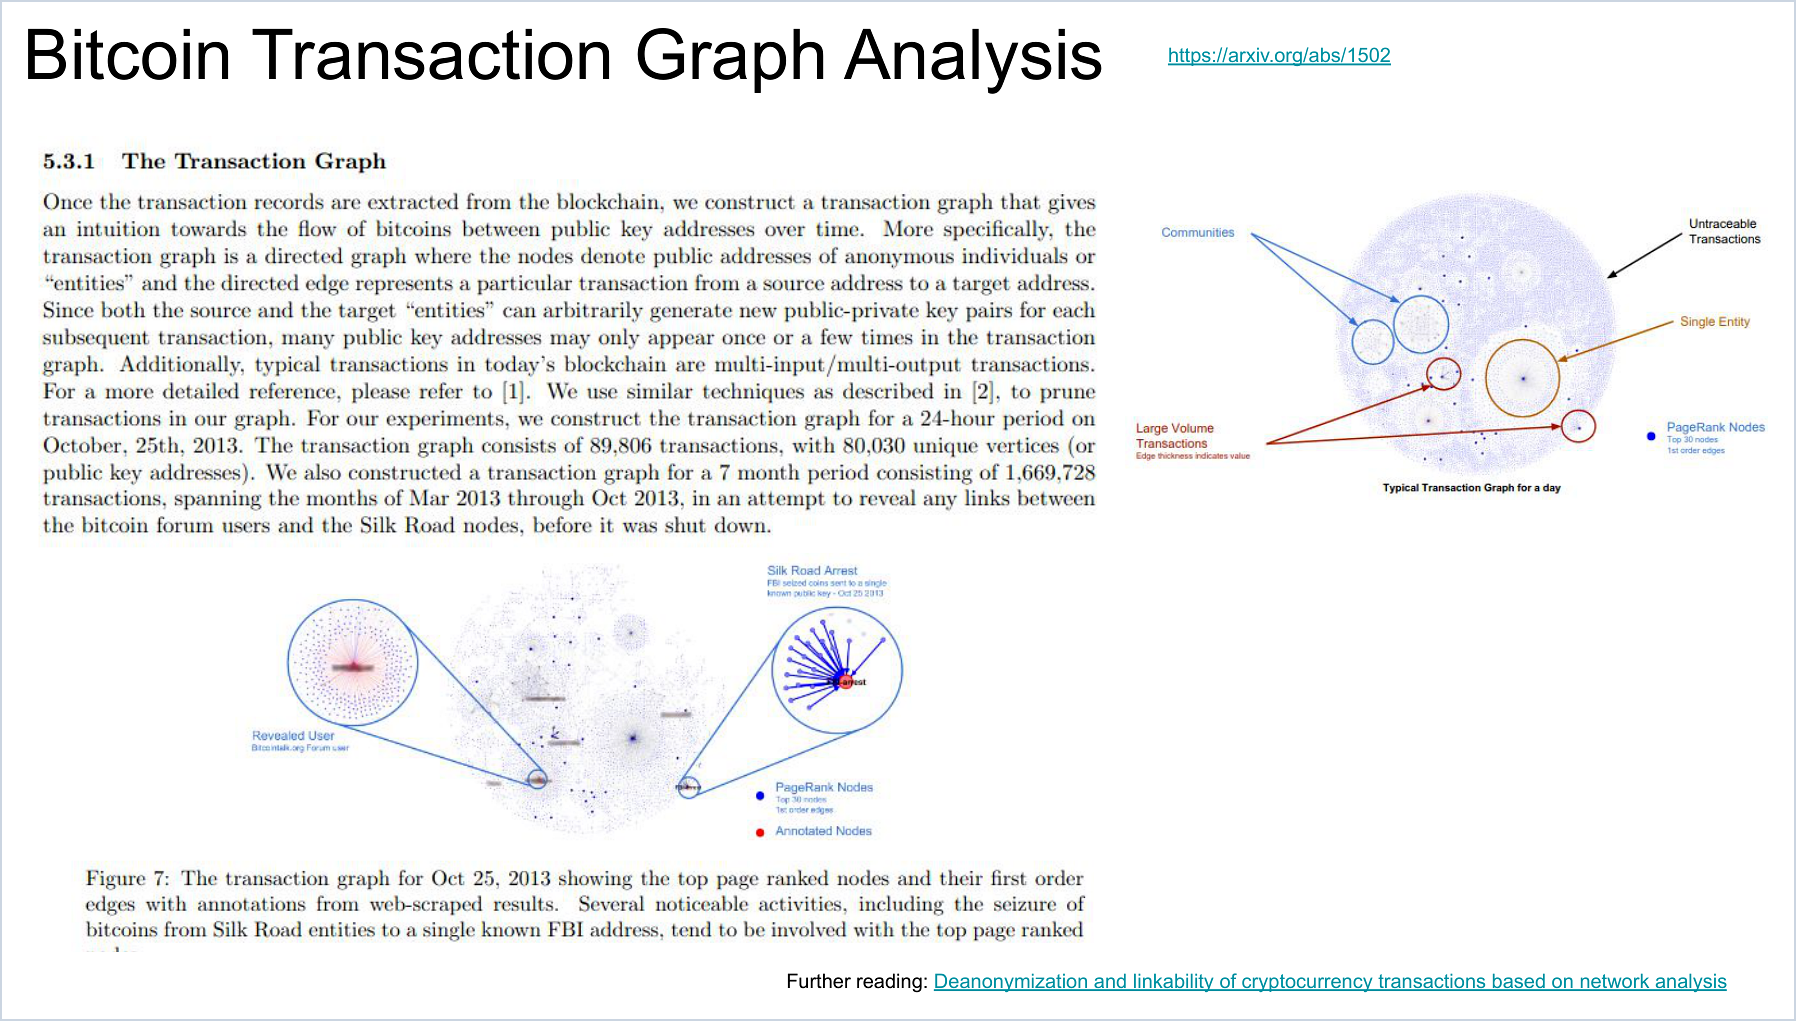 Bitcoin Transaction Graph Analysis
https://arxiv.org/abs/1502
5.3.1 The Transaction Graph
Once the transaction records are extracted from the blockchain, we construct a transaction graph that gives
an intuition towards the flow of bitcoins between public key addresses over time. More specifically, the
transaction graph is a directed graph where the nodes denote public addresses of anonymous individuals or
“entities” and the directed edge represents a particular transaction from a source address to a target address.
Since both the source and the target “entities” can arbitrarily generate new public-private key pairs for each
subsequent transaction, many public key addresses may only appear once or a few times in the transaction
graph. Additionally, typical transactions in today’s blockchain are multi-input/multi-output transactions.
For a more detailed reference, please refer to [1]. We use similar techniques as described in [2], to prune
transactions in our graph. For our experiments, we construct the transaction graph for a 24-hour period on
October, 25th, 2013. The transaction graph consists of 89,806 transactions, with 80,030 unique vertices (or
public key addresses). We also constructed a transaction graph for a 7 month period consisting of 1,669,728
transactions, spanning the months of Mar 2013 through Oct 2013, in an attempt to reveal any links between
the bitcoin forum users and the Silk Road nodes, before it was shut down.
Communities
Untraceable
Transactions
Single Entity
Large Volume
Transactions
Edge thickness indicates value
PageRank Nodes
Top 30 nodes
1st order edges
Typical Transaction Graph for a day
Silk Road Arrest
FBI seized coins sent to a single
known public key - Oct 25 2013
arrest
Revealed User
Bitcointalk.org Forum user
PageRank Nodes
Top 30 nodes
1st order edges
Annotated Nodes
Figure 7: The transaction graph for Oct 25, 2013 showing the top page ranked nodes and their first order
edges with annotations from web-scraped results. Several noticeable activities, including the seizure of
bitcoins from Silk Road entities to a single known FBI address, tend to be involved with the top page ranked
Further reading: Deanonymization and linkability of cryptocurrency transactions based on network analysis